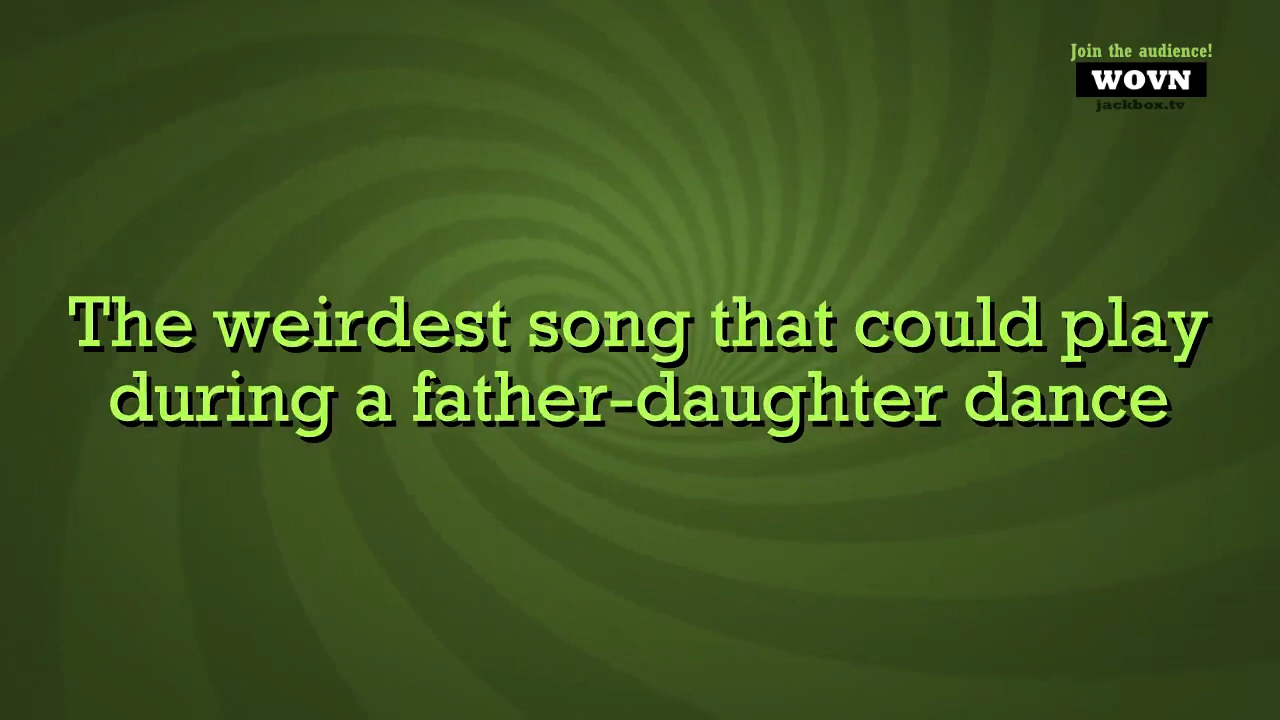 Join the audience!
WOVN
jackbox.tv
The weirdest song that could play
during a father-daughter dance